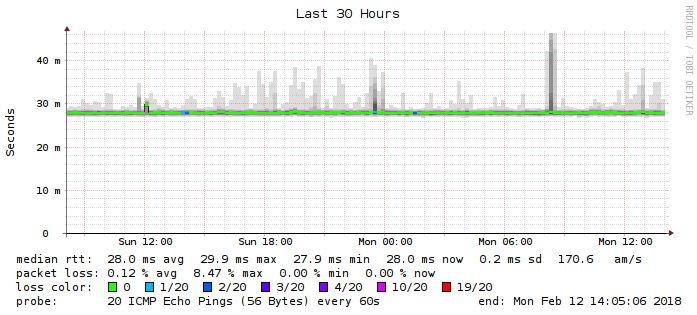 Last 30 Hours
RRDTOOL / TOBI OETIKER
Seconds
40 m
30 m
20 m
10 m
0
Sun 12:00 Sun 18:00 Mon 00:00 Mon 06:00 Mon 12:00
median rtt: 28.0 ms avg 29.9 ms max 27.9 ms min 28.0 ms now 0.2 ms sd 170.6 am/s
packet loss: 0.12 % avg 8.47 % max 0.00 % min 0.00 % now
loss color: 0 1/20 2/20 3/20 4/20 10/20 19/20
probe: 20 ICMP Echo Pings (56 Bytes) every 60s end: Mon Feb 12 14:05:06 2018